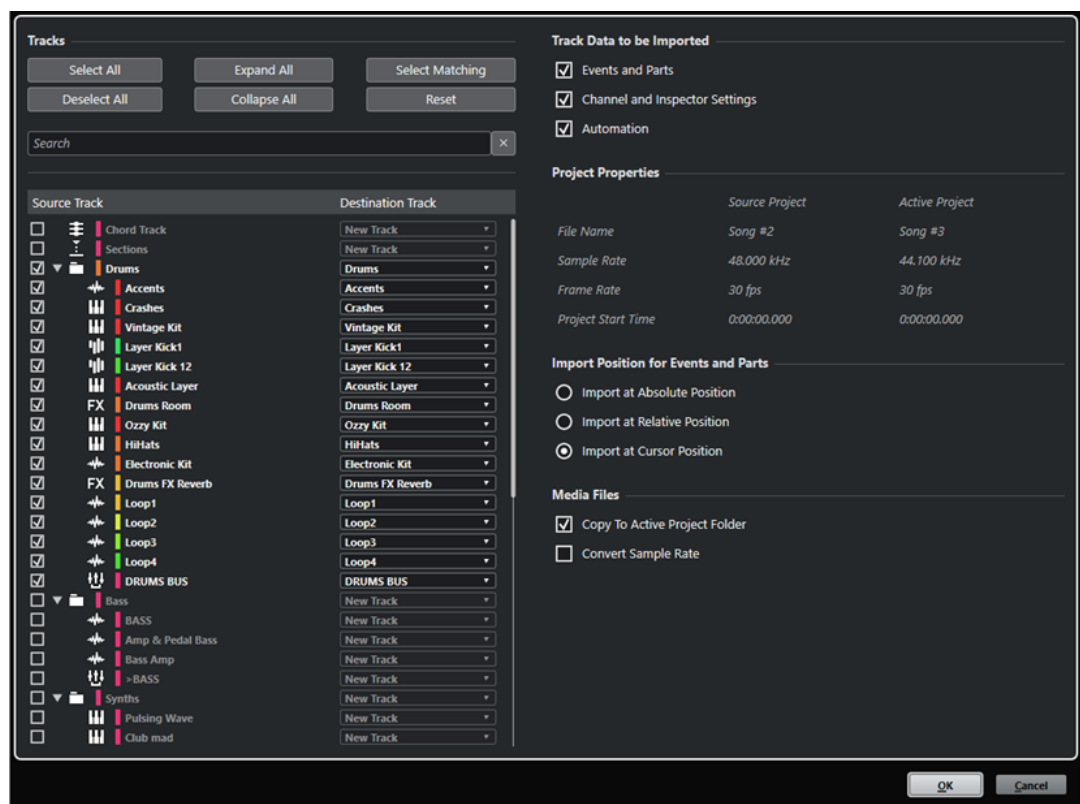 Tracks
Select All Expand All Select Matching
Deselect All Collapse All Reset
Search
Source Track Destination Track
Chord Track New Track
Sections New Track
Drums Drums
Accents Accents
Crashes Crashes
Vintage Kit Vintage Kit
Layer Kick1 Layer Kick1
Layer Kick 12 Layer Kick 12
Acoustic Layer Acoustic Layer
FX Drums Room Drums Room
Ozzy Kit Ozzy Kit
HiHats HiHats
Electronic Kit Electronic Kit
FX Drums FX Reverb Drums FX Reverb
Loop1 Loop1
Loop2 Loop2
Loop3 Loop3
Loop4 Loop4
DRUMS BUS DRUMS BUS
Bass New Track
BASS New Track
Amp & Pedal Bass New Track
Bass Amp New Track
>BASS New Track
Synths New Track
Pulsing Wave New Track
Club mad New Track
Track Data to be Imported
Events and Parts
Channel and Inspector Settings
Automation
Project Properties
Source Project Active Project
File Name Song #2 Song #3
Sample Rate 48.000 kHz 44.100 kHz
Frame Rate 30 fps 30 fps
Project Start Time 0:00:00.000 0:00:00.000
Import Position for Events and Parts
Import at Absolute Position
Import at Relative Position
Import at Cursor Position
Media Files
Copy To Active Project Folder
Convert Sample Rate
OK Cancel